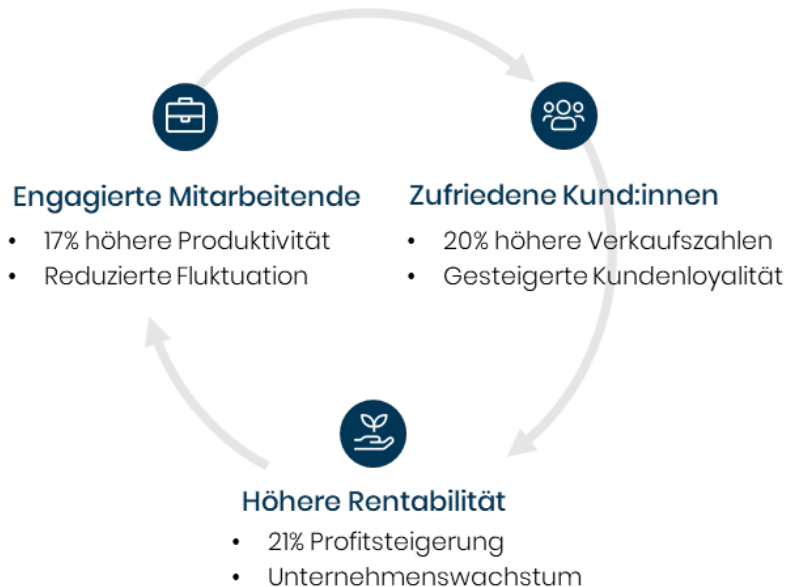 Engagierte Mitarbeitende
• 17% höhere Produktivität
• Reduzierte Fluktuation
Zufriedene Kund:innen
• 20% höhere Verkaufszahlen
• Gesteigerte Kundenloyalität
Höhere Rentabilität
• 21% Profitsteigerung
• Unternehmenswachstum